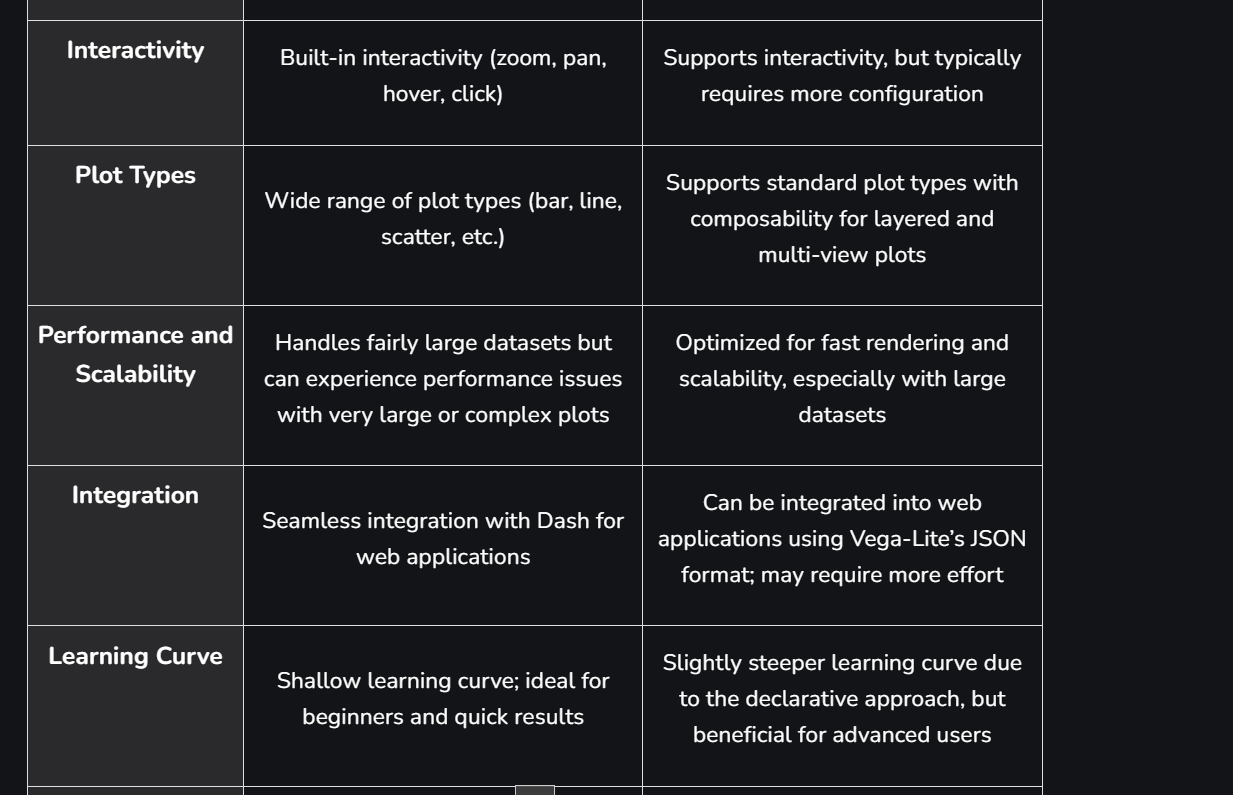 Interactivity
Built-in interactivity (zoom, pan,
hover, click)
Supports interactivity, but typically
requires more configuration
Plot Types
Wide range of plot types (bar, line,
scatter, etc.)
Supports standard plot types with
composability for layered and
multi-view plots
Performance and
Scalability
Handles fairly large datasets but
can experience performance issues
with very large or complex plots
Optimized for fast rendering and
scalability, especially with large
datasets
Integration
Seamless integration with Dash for
web applications
Can be integrated into web
applications using Vega-Lite’s JSON
format; may require more effort
Learning Curve
Shallow learning curve; ideal for
beginners and quick results
Slightly steeper learning curve due
to the declarative approach, but
beneficial for advanced users